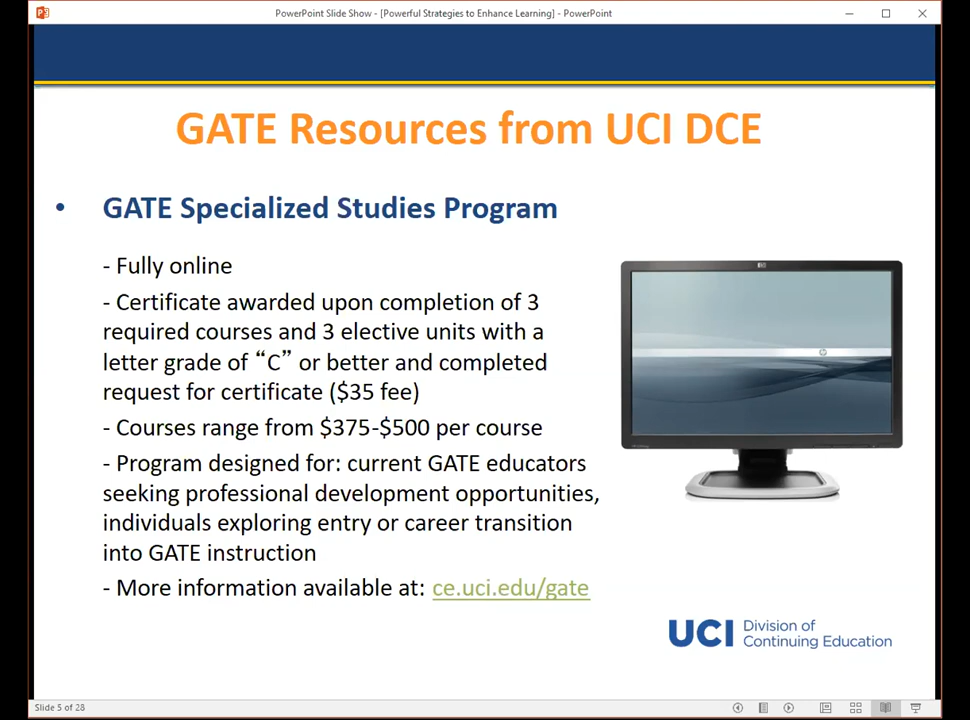 PowerPoint Slide Show - [Powerful Strategies to Enhance Learning] - PowerPoint
GATE Resources from UCI DCE
• GATE Specialized Studies Program
- Fully online
- Certificate awarded upon completion of 3
required courses and 3 elective units with a
letter grade of “C” or better and completed
request for certificate ($35 fee)
- Courses range from $375-$500 per course
- Program designed for: current GATE educators
seeking professional development opportunities,
individuals exploring entry or career transition
into GATE instruction
- More information available at: ce.uci.edu/gate
hp
UCI Division of
Continuing Education
Slide 5 of 28